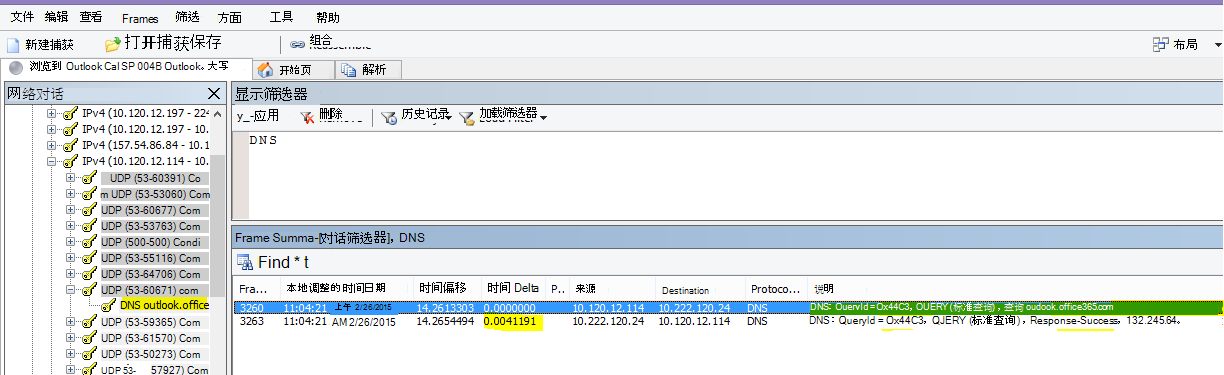 文件 编辑 查看 Frames 筛选 方面 工具 帮助
新建捕获 打开捕获保存 组合 布局
浏览到 Outlook Cal SP 004B Outlook。大写 开始页 解析
网络对话
IPv4 (10.120.12.197 - 224
IPv4 (10.120.12.197 - 10.
IPv4 (157.54.86.84 - 10.1
IPv4 (10.120.12.114 - 10.
UDP (53-60391) Co
m UDP (53-53060) Com
UDP (53-60677) Com
UDP (53-53763) Com
UDP (500-500) Condi
UDP (53-55116) Com
UDP (53-64706) Com
UDP (53-60671) com
DNS outlook.office
UDP (53-59365) Com
UDP (53-61570) Com
UDP (53-50273) Com
UDP 53- 57927) Com
显示筛选器
y_-应用 删除 历史记录 加载筛选器
DNS
Frame Summa-[对话筛选器]，DNS
Find * t
Fra... 本地调整的时间日期 时间偏移 时间 Delta P.. 来源 Destination Protoco... 说明
3260 11:04:21 上午 2/26/2015 14.2613303 0.0000000 10.120.12.114 10.222.120.24 DNS DNS: QuervId = Ox44C3，OUERY (标准查询)，查询 oudook.office365.com
3263 11:04:21 AM 2/26/2015 14.2654494 0.0041191 10.222.120.24 10.120.12.114 DNS DNS：QueryId = Ox44C3，QJERY (标准查询)，Response-Success，132.24564。